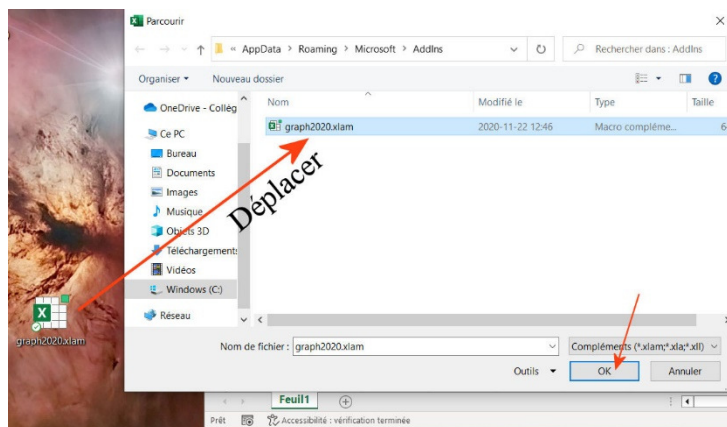 Parcourir
« AppData > Roaming > Microsoft > AddIns
Rechercher dans : AddIns
Organiser
Nouveau dossier
Nom
Modifié le
Type
Taille
OneDrive - Collèg
graph2020.xlam
2020-11-22 12:46
Macro compléme...
6
Ce PC
Bureau
Document
Images
Musique
Objets 3D
Téléchargements
Vidéos
Windows (C:)
Réseau
Déplacer
graph2020.xlam
Nom de fichier : graph2020.xlam
Compléments (*.xlam;*.xla;*.xll)
Outils
OK
Annuler
Feuil1
Prêt
Accessibilité : vérification terminée